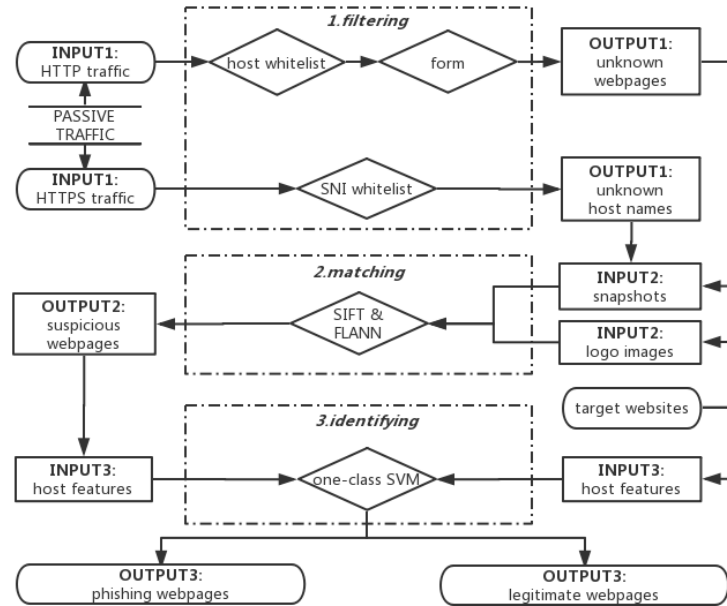 1.filtering
INPUT1:
HTTP traffic
host whitelist
form
OUTPUT1:
unknown
webpages
PASSIVE
TRAFFIC
INPUT1:
HTTPS traffic
SNI whitelist
OUTPUT1:
unknown
host names
2.matching
INPUT2:
snapshots
OUTPUT2:
suspicious
webpages
SIFT &
FLANN
INPUT2:
logo images
target websites
3.identifying
INPUT3:
host features
one-class SVM
INPUT3:
host features
OUTPUT3:
phishing webpages
OUTPUT3:
legitimate webpages